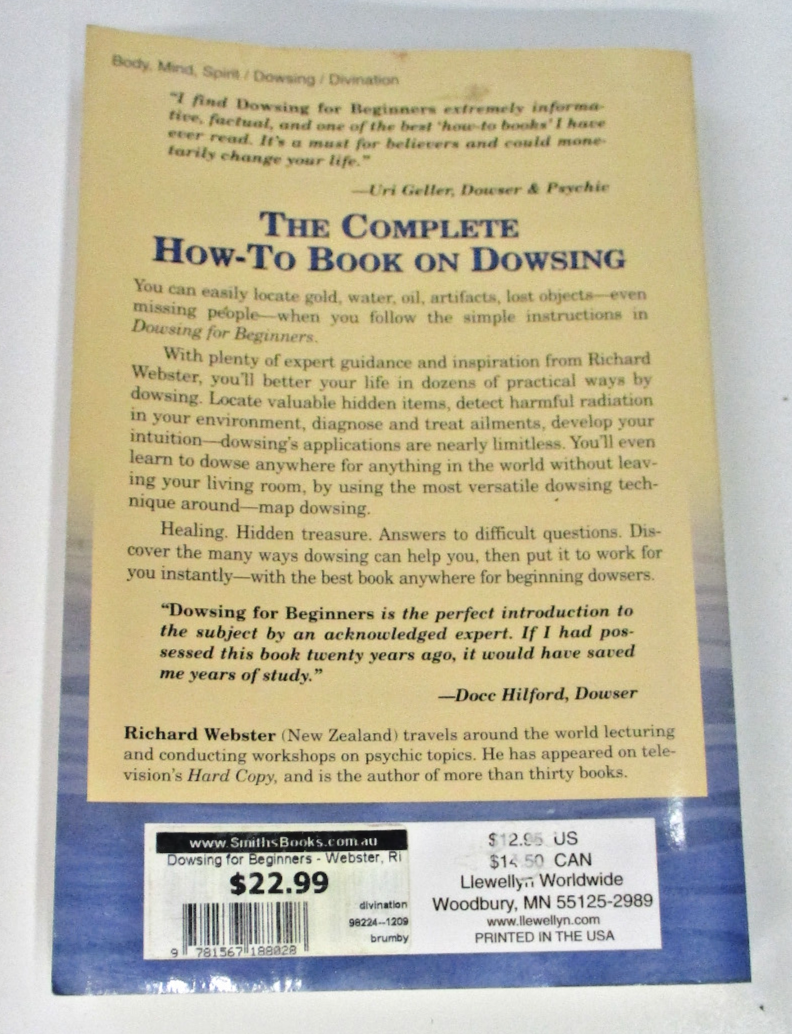 Body, Mind, Spirit / Dowsing / Divination
"I find Dowsing for Beginners extremely informa-
tive, factual, and one of the best 'how-to books' I have
ever read. It's a must for believers and could mone-
tarily change your life."
—Uri Geller, Dowser & Psychic
THE COMPLETE
HOW-TO BOOK ON DOWSING
You can easily locate gold, water, oil, artifacts, lost objects—even
missing people—when you follow the simple instructions in
Dowsing for Beginners.
With plenty of expert guidance and inspiration from Richard
Webster, you'll better your life in dozens of practical ways by
dowsing. Locate valuable hidden items, detect harmful radiation
in your environment, diagnose and treat ailments, develop your
intuition—dowsing's applications are nearly limitless. You'll even
learn to dowse anywhere for anything in the world without leav-
ing your living room, by using the most versatile dowsing tech-
nique around—map dowsing.
Healing. Hidden treasure. Answers to difficult questions. Dis-
cover the many ways dowsing can help you, then put it to work for
you instantly—with the best book anywhere for beginning dowsers.
"Dowsing for Beginners is the perfect introduction to
the subject by an acknowledged expert. If I had pos-
sessed this book twenty years ago, it would have saved
me years of study."
—Docc Hilford, Dowser
Richard Webster (New Zealand) travels around the world lecturing
and conducting workshops on psychic topics. He has appeared on tele-
vision's Hard Copy, and is the author of more than thirty books.
www.SmithsBooks.com.au
Dowsing for Beginners - Webster, Ri
$22.99
divination
98224--1209
brumby
9 781567 188028
$12.95 US
$14.50 CAN
Llewellyn Worldwide
Woodbury, MN 55125-2989
www.llewellyn.com
PRINTED IN THE USA